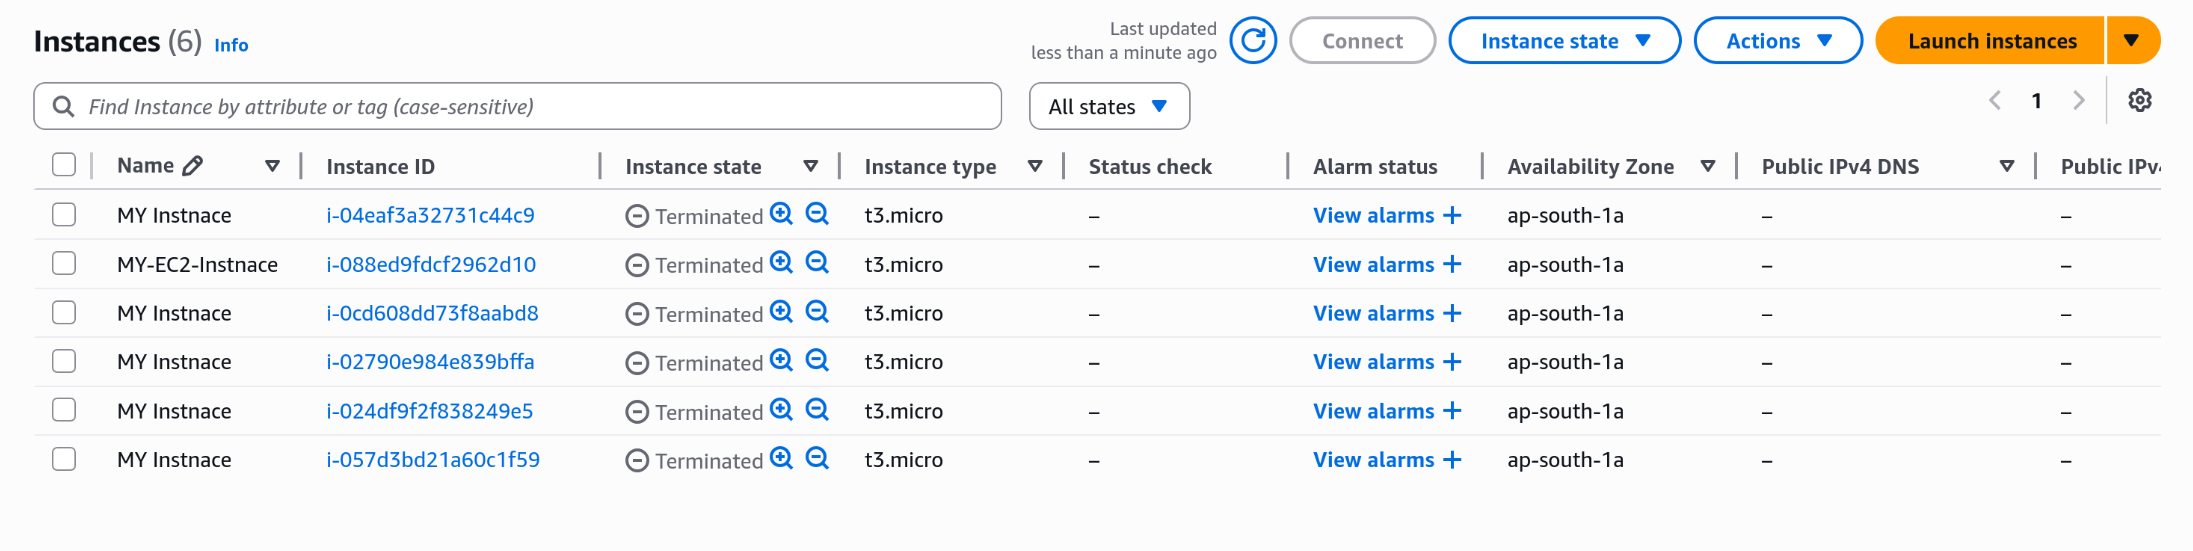 Instances (6) Info
Last updated
less than a minute ago
Connect
Instance state
Actions
Launch instances
Find Instance by attribute or tag (case-sensitive)
All states
1
Name Instance ID Instance state Instance type Status check Alarm status Availability Zone Public IPv4 DNS Public IPv
MY Instnace i-04eaf3a32731c44c9 Terminated t3.micro – View alarms + ap-south-1a – –
MY-EC2-Instnace i-088ed9fdcf2962d10 Terminated t3.micro – View alarms + ap-south-1a – –
MY Instnace i-0cd608dd73f8aabd8 Terminated t3.micro – View alarms + ap-south-1a – –
MY Instnace i-02790e984e839bffa Terminated t3.micro – View alarms + ap-south-1a – –
MY Instnace i-024df9f2f838249e5 Terminated t3.micro – View alarms + ap-south-1a – –
MY Instnace i-057d3bd21a60c1f59 Terminated t3.micro – View alarms + ap-south-1a – –